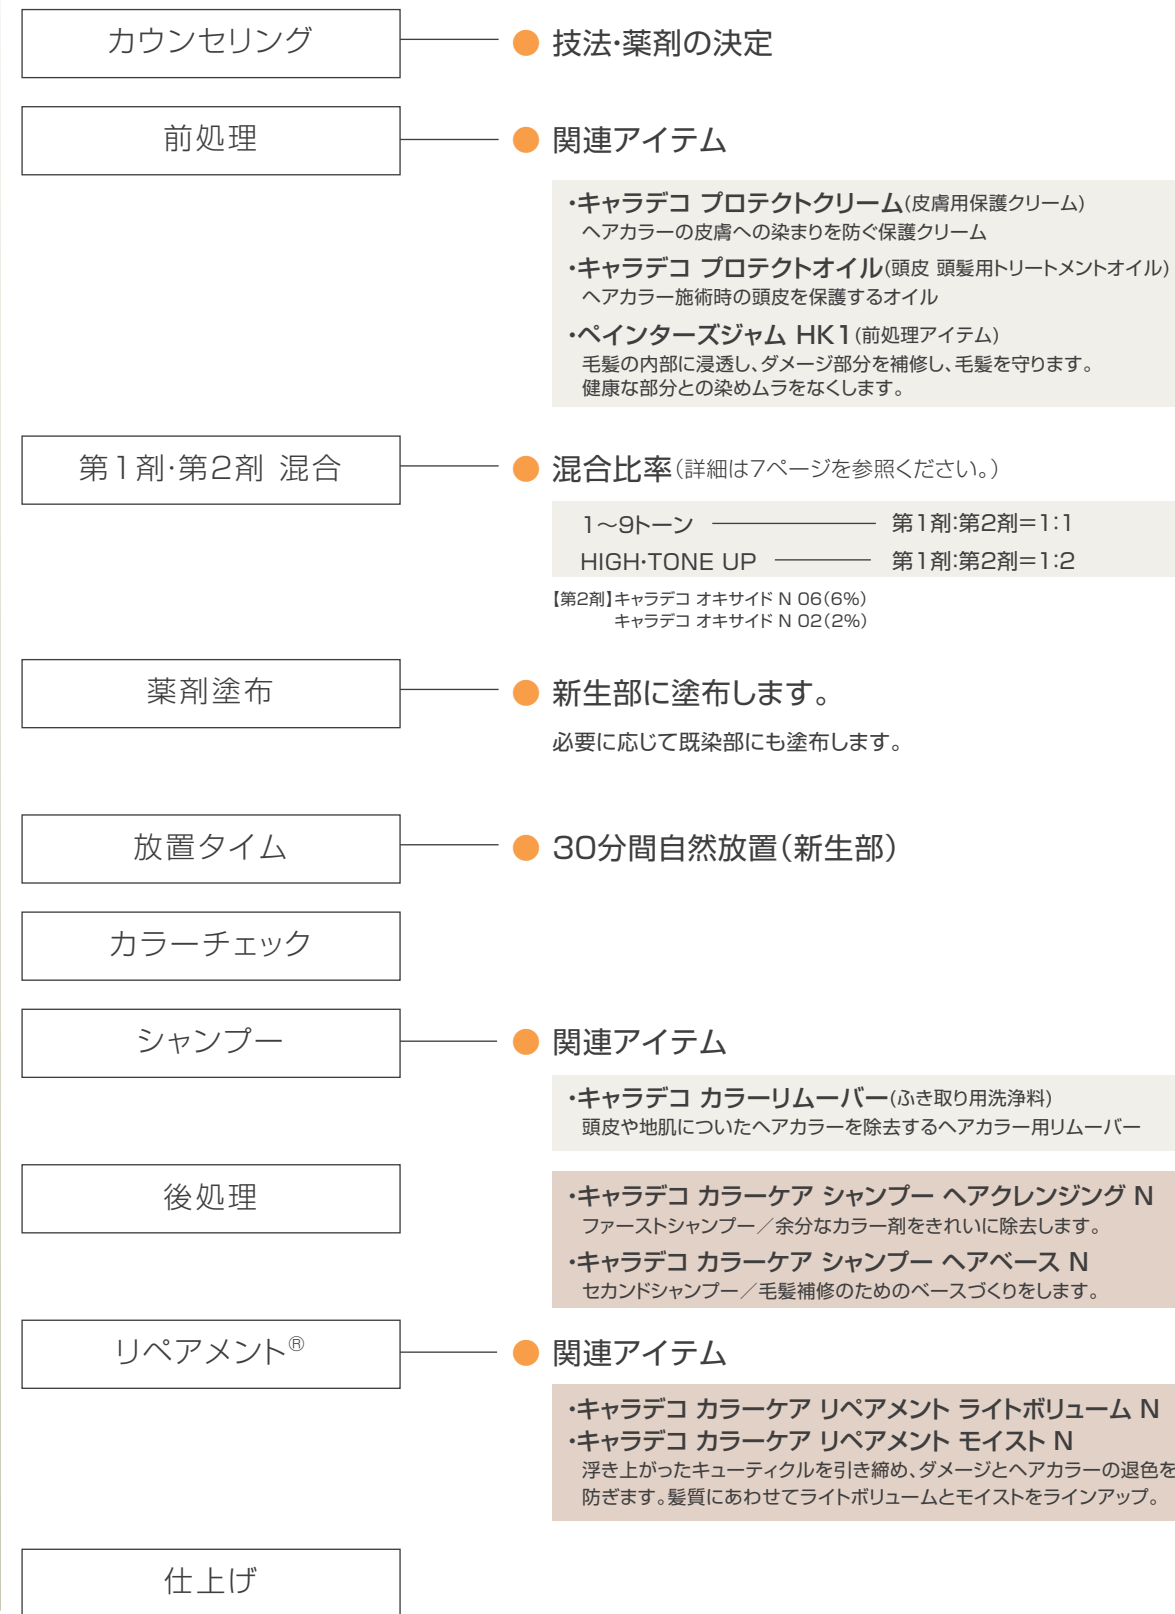 カウンセリング
● 技法・薬剤の決定
前処理
● 関連アイテム
・キャラデコ プロテクトクリーム(皮膚用保護クリーム)
ヘアカラーの皮膚への染まりを防ぐ保護クリーム
・キャラデコ プロテクトオイル(頭皮 頭髪用トリートメントオイル)
ヘアカラー施術時の頭皮を保護するオイル
・ペインターズジャム HK1(前処理アイテム)
毛髪の内部に浸透し、ダメージ部分を補修し、毛髪を守ります。
健康な部分との染めムラをなくします。
第1剤・第2剤 混合
● 混合比率(詳細は7ページを参照ください。)
1〜9トーン 第1剤:第2剤=1:1
HIGH・TONE UP 第1剤:第2剤=1:2
【第2剤】キャラデコ オキサイド N 06(6%)
キャラデコ オキサイド N 02(2%)
薬剤塗布
● 新生部に塗布します。
必要に応じて既染部にも塗布します。
放置タイム
● 30分間自然放置(新生部)
カラーチェック
シャンプー
● 関連アイテム
・キャラデコ カラーリムーバー(ふき取り用洗浄料)
頭皮や地肌についたヘアカラーを除去するヘアカラー用リムーバー
後処理
・キャラデコ カラーケア シャンプー ヘアクレンジング N
ファーストシャンプー／余分なカラー剤をきれいに除去します。
・キャラデコ カラーケア シャンプー ヘアベース N
セカンドシャンプー／毛髪補修のためのベースづくりをします。
リペアメント®
● 関連アイテム
・キャラデコ カラーケア リペアメント ライトボリューム N
・キャラデコ カラーケア リペアメント モイスト N
浮き上がったキューティクルを引き締め、ダメージとヘアカラーの退色を
防ぎます。髪質にあわせてライトボリュームとモイストをラインアップ。
仕上げ